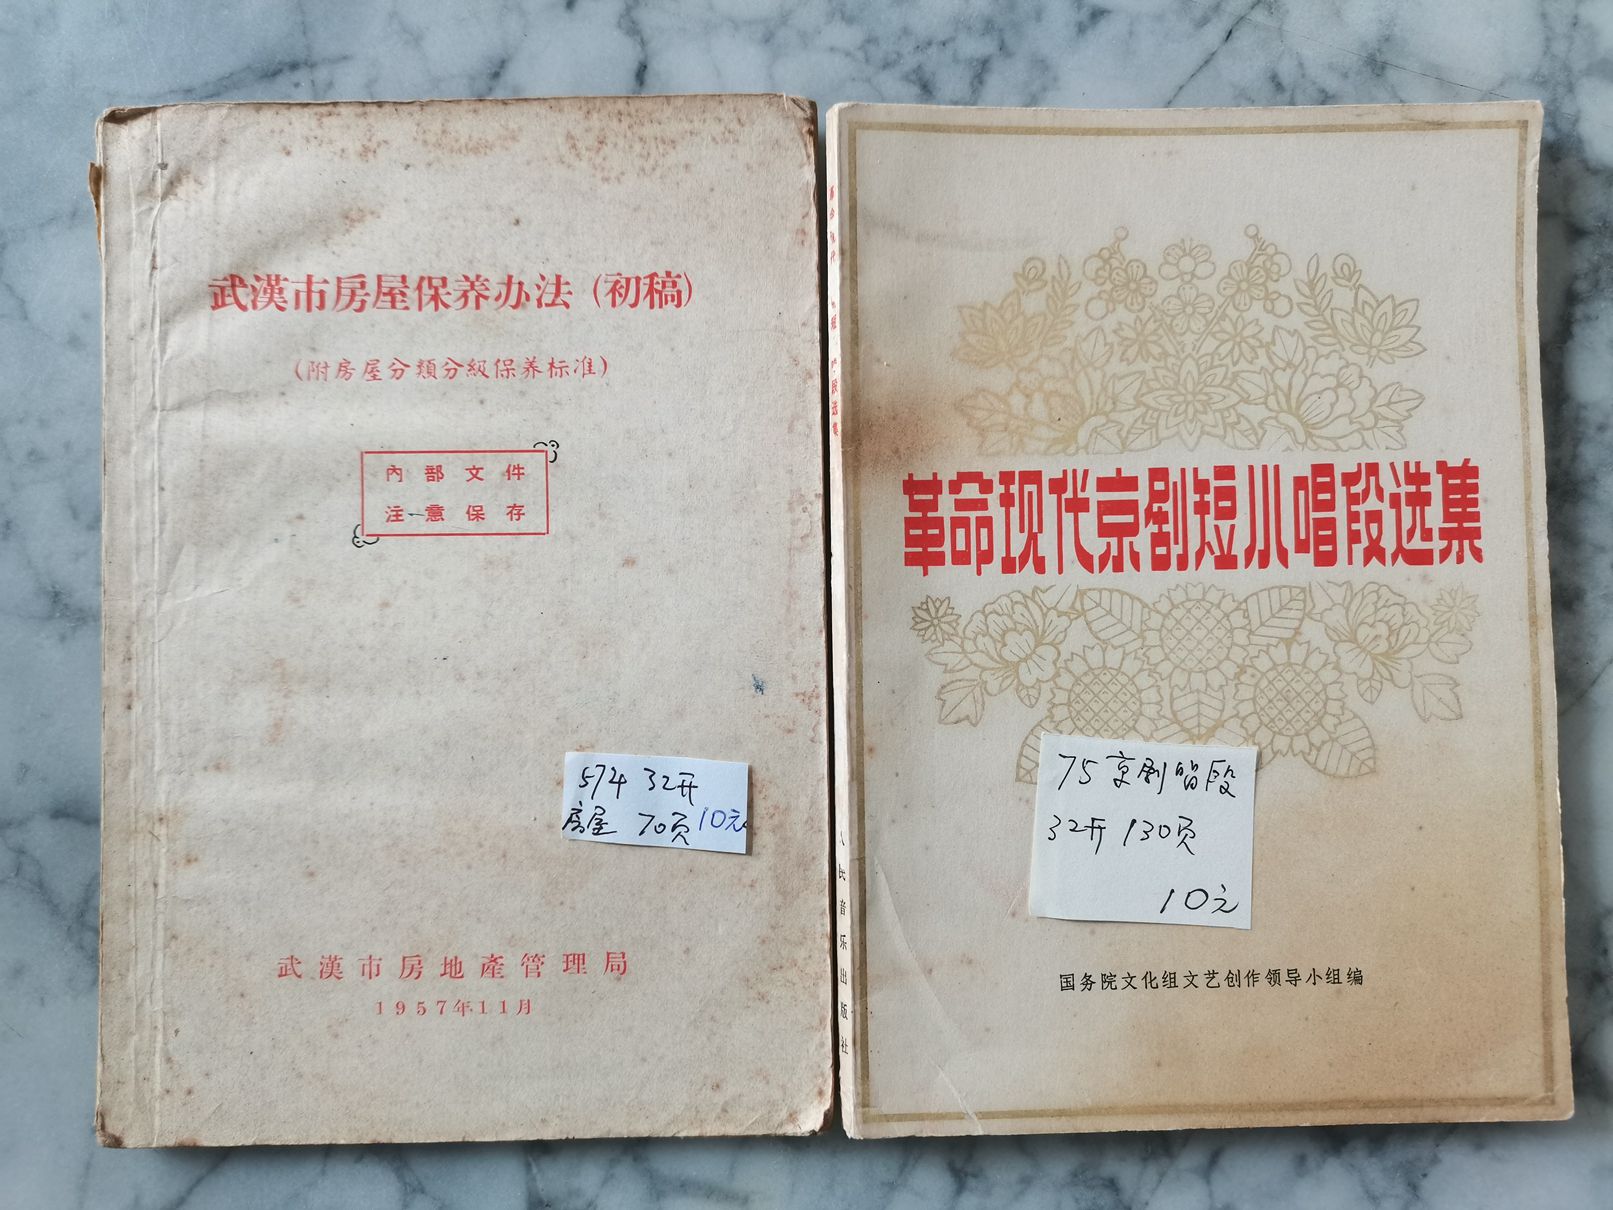 武漢市房屋保养办法（初稿）
（附房屋分類分級保养标准）
內部文件
注意保存
574 32开
房屋 70页 10元
武漢市房地產管理局
1957年11月
革命现代京剧短小唱段选集
75京剧唱段
32开 130页
10元
国务院文化组文艺创作领导小组编
人民音乐出版社